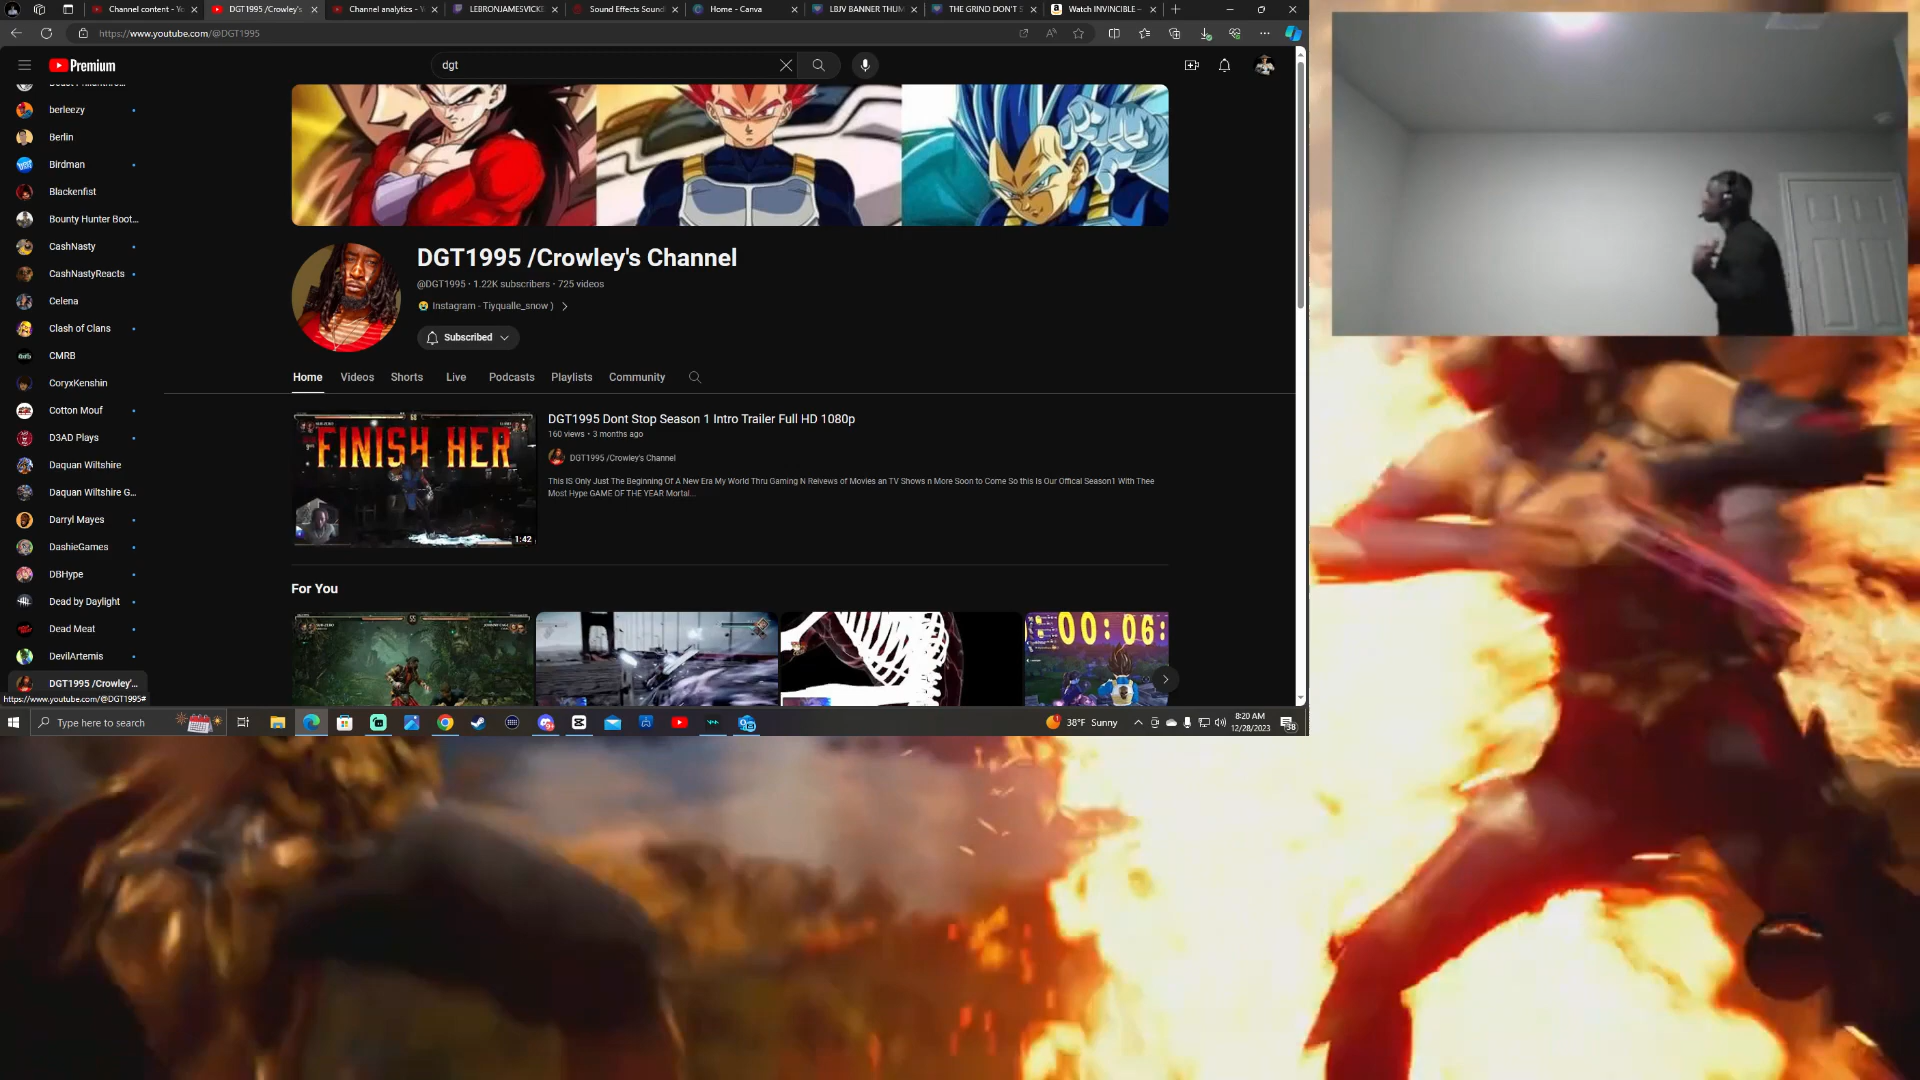 Channel content - Yo
DGT1995 /Crowley's
Channel analytics - Y
LEBRONJAMESVICKE
Sound Effects Sound
Home - Canva
LBJV BANNER THUM
THE GRIND DON'T S
Watch INVINCIBLE -
https://www.youtube.com/@DGT1995
Premium
dgt
berleezy
Berlin
Birdman
Blackenfist
Bounty Hunter Boot...
CashNasty
CashNastyReacts
Celena
Clash of Clans
CMRB
CoryxKenshin
Cotton Mouf
D3AD Plays
Daquan Wiltshire
Daquan Wiltshire G...
Darryl Mayes
DashieGames
DBHype
Dead by Daylight
Dead Meat
DevilArtemis
DGT1995 /Crowley'...
https://www.youtube.com/@DGT1995#
DGT1995 /Crowley's Channel
@DGT1995 · 1.22K subscribers · 725 videos
Instagram - Tiyqualle_snow )
Subscribed
Home
Videos
Shorts
Live
Podcasts
Playlists
Community
FINISH HER
1:42
DGT1995 Dont Stop Season 1 Intro Trailer Full HD 1080p
160 views · 3 months ago
DGT1995 /Crowley's Channel
This IS Only Just The Beginning Of A New Era My World Thru Gaming N Reivews of Movies an TV Shows n More Soon to Come So this Is Our Offical Season1 With Thee
Most Hype GAME OF THE YEAR Mortal...
For You
00:06:
Type here to search
38°F Sunny
8:20 AM
12/28/2023
38